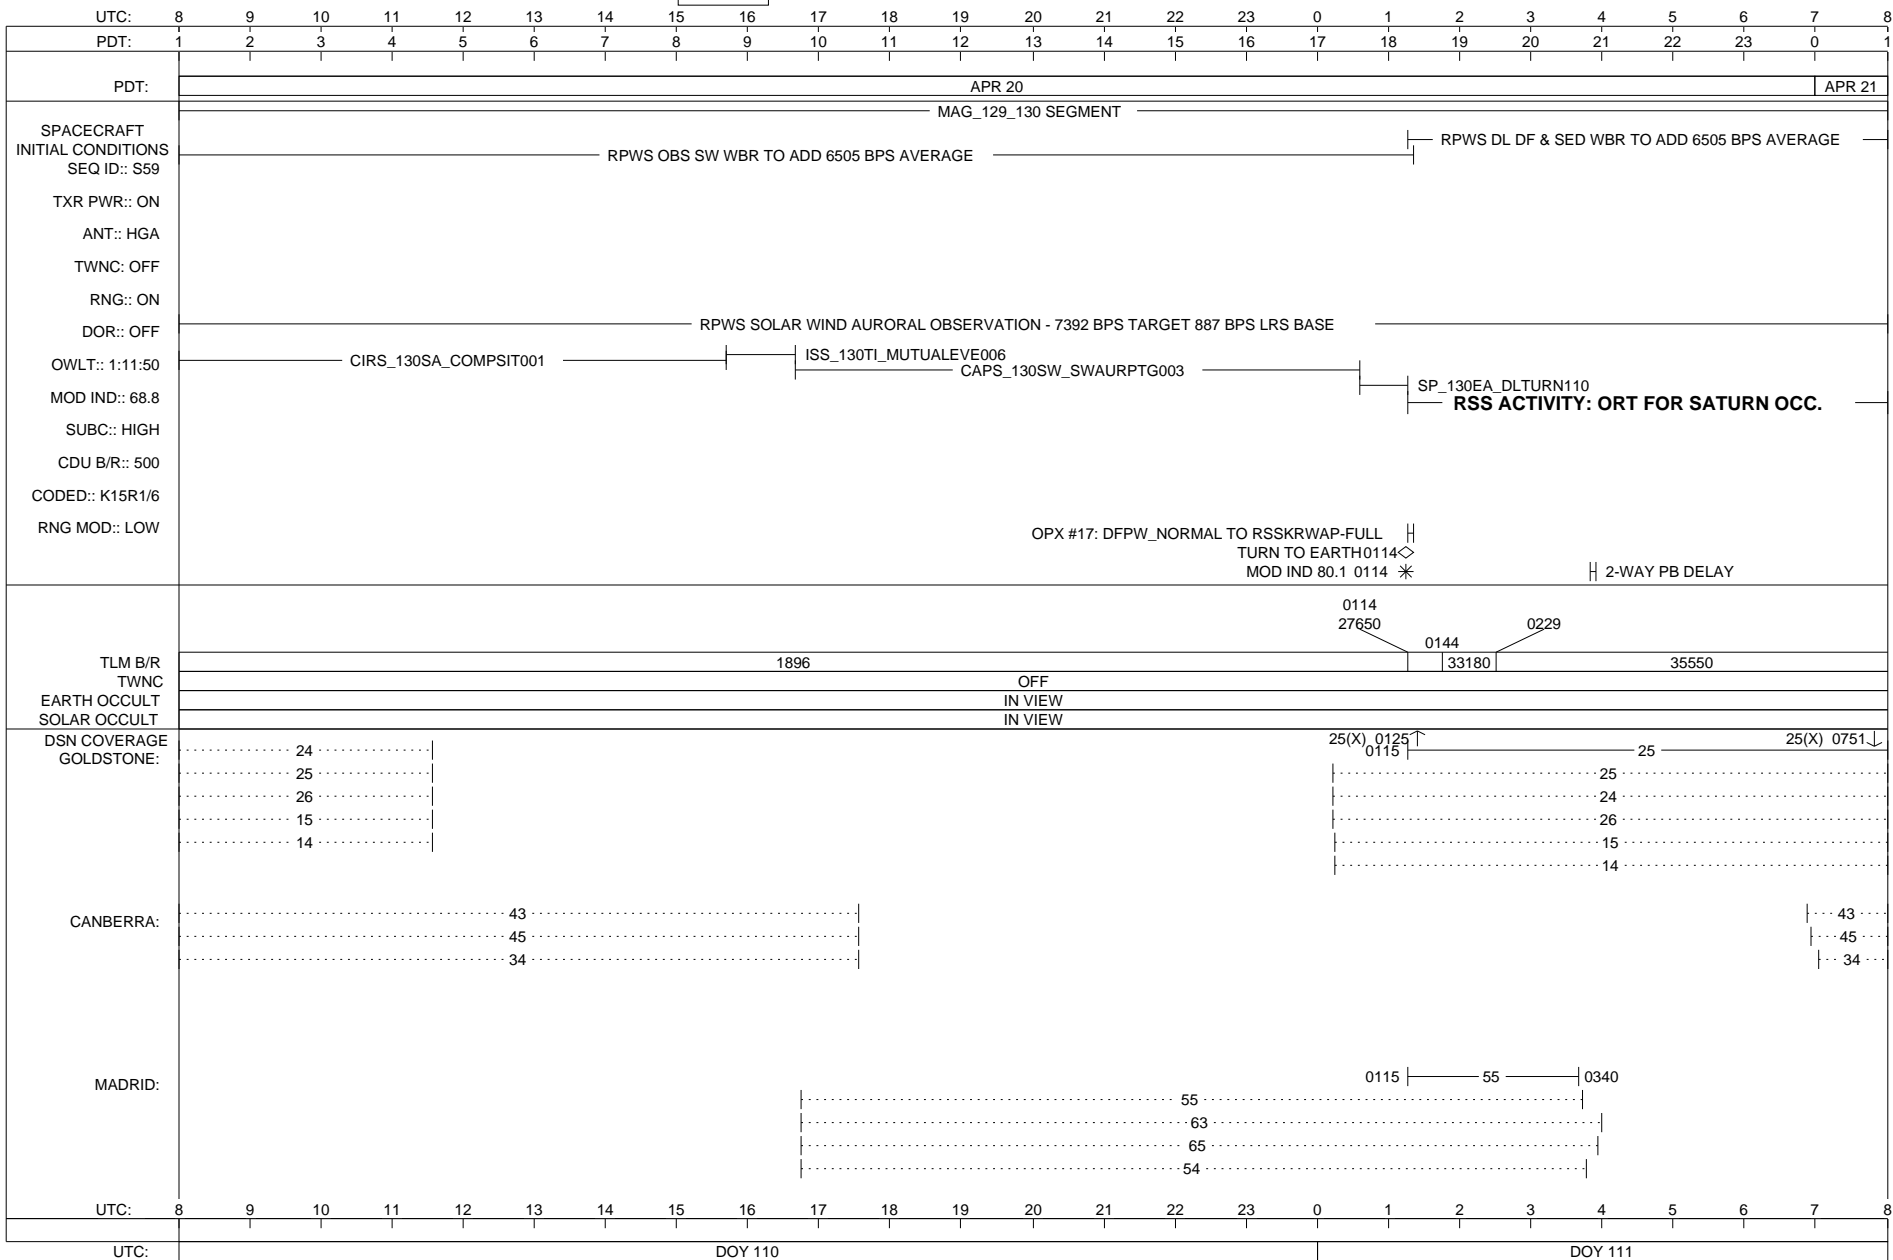 UTC: 8 9 10 11 12 13 14 15 16 17 18 19 20 21 22 23 0 1 2 3 4 5 6 7 8
PDT: 1 2 3 4 5 6 7 8 9 10 11 12 13 14 15 16 17 18 19 20 21 22 23 0 1
PDT: APR 20 APR 21
MAG_129_130 SEGMENT
SPACECRAFT
INITIAL CONDITIONS
SEQ ID:: S59
RPWS DL DF & SED WBR TO ADD 6505 BPS AVERAGE
RPWS OBS SW WBR TO ADD 6505 BPS AVERAGE
TXR PWR:: ON
ANT:: HGA
TWNC: OFF
RNG:: ON
DOR:: OFF
RPWS SOLAR WIND AURORAL OBSERVATION - 7392 BPS TARGET 887 BPS LRS BASE
OWLT:: 1:11:50
CIRS_130SA_COMPSIT001
ISS_130TI_MUTUALEVE006
CAPS_130SW_SWAURPTG003
SP_130EA_DLTURN110
MOD IND:: 68.8
RSS ACTIVITY: ORT FOR SATURN OCC.
SUBC:: HIGH
CDU B/R:: 500
CODED:: K15R1/6
RNG MOD:: LOW
OPX #17: DFPW_NORMAL TO RSSKRWAP-FULL
TURN TO EARTH 0114
MOD IND 80.1 0114
2-WAY PB DELAY
0114
27650 0229
0144
TLM B/R 1896 33180 35550
TWNC OFF
EARTH OCCULT IN VIEW
SOLAR OCCULT IN VIEW
DSN COVERAGE 25(X) 0125 25(X) 0751
GOLDSTONE: 24 0115 25
25 25
26 24
15 26
14 15
14
CANBERRA: 43 43
45 45
34 34
MADRID: 0115 55 0340
55
63
65
54
UTC: 8 9 10 11 12 13 14 15 16 17 18 19 20 21 22 23 0 1 2 3 4 5 6 7 8
UTC: DOY 110 DOY 111